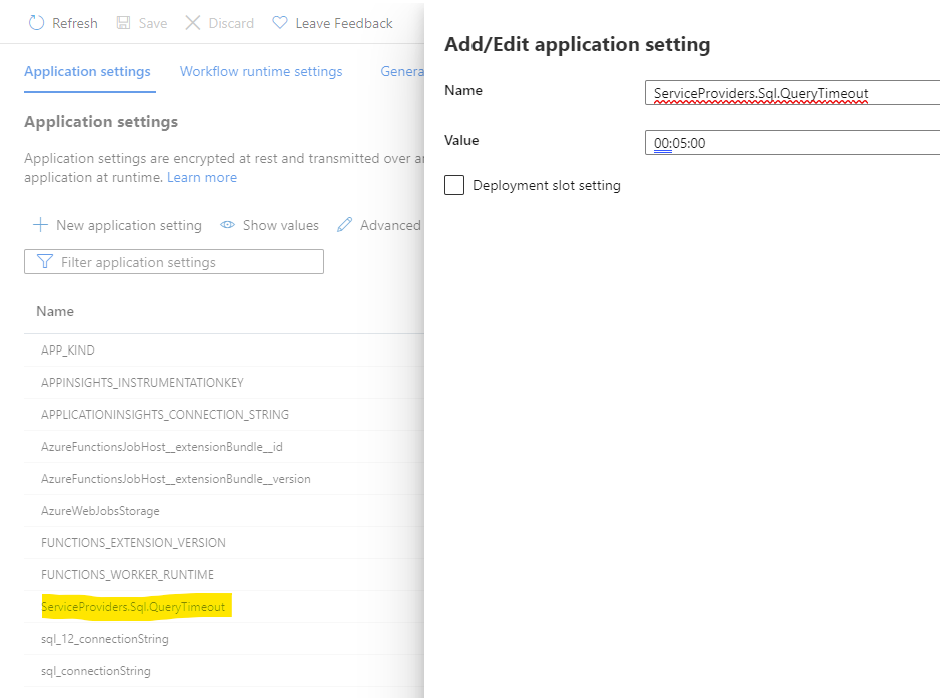 Refresh Save Discard Leave Feedback
Application settings Workflow runtime settings Genera
Application settings
Application settings are encrypted at rest and transmitted over an
application at runtime. Learn more
New application setting Show values Advanced
Filter application settings
Name
APP_KIND
APPINSIGHTS_INSTRUMENTATIONKEY
APPLICATIONINSIGHTS_CONNECTION_STRING
AzureFunctionsJobHost__extensionBundle__id
AzureFunctionsJobHost__extensionBundle__version
AzureWebJobsStorage
FUNCTIONS_EXTENSION_VERSION
FUNCTIONS_WORKER_RUNTIME
ServiceProviders.Sql.QueryTimeout
sql_12_connectionString
sql_connectionString
Add/Edit application setting
Name ServiceProviders.Sql.QueryTimeout
Value 00:05:00
Deployment slot setting